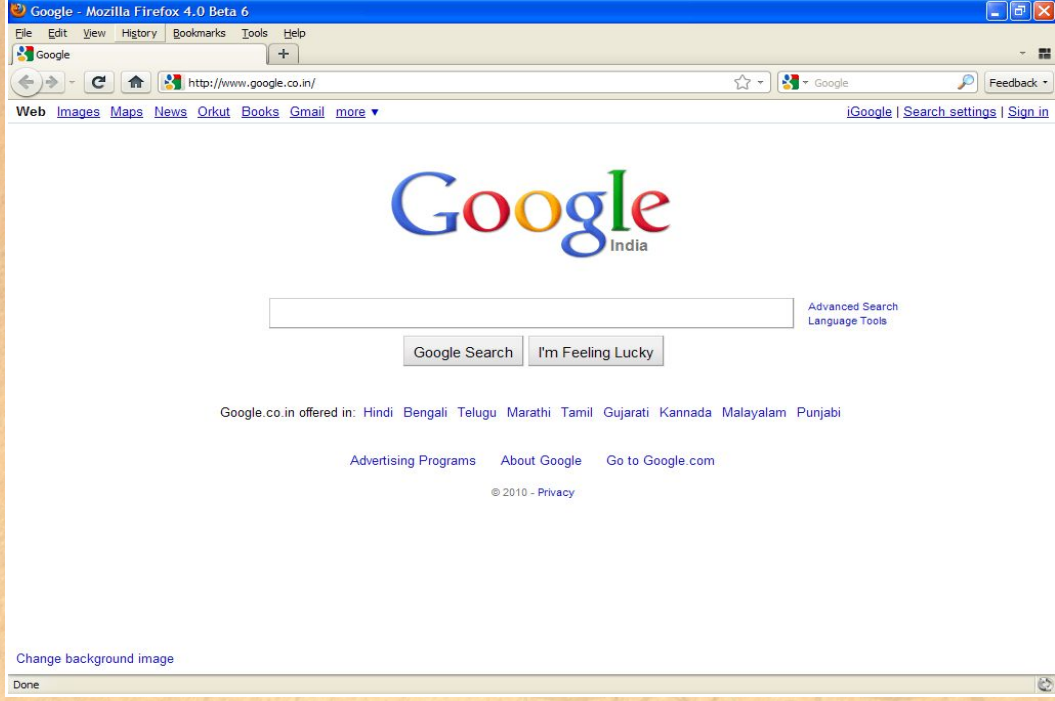 Google - Mozilla Firefox 4.0 Beta 6
File Edit View History Bookmarks Tools Help
Google
http://www.google.co.in/ Google Feedback
Web Images Maps News Orkut Books Gmail more ▼ iGoogle | Search settings | Sign in
Google
India
Advanced Search
Language Tools
Google Search I'm Feeling Lucky
Google.co.in offered in: Hindi Bengali Telugu Marathi Tamil Gujarati Kannada Malayalam Punjabi
Advertising Programs About Google Go to Google.com
© 2010 - Privacy
Change background image
Done